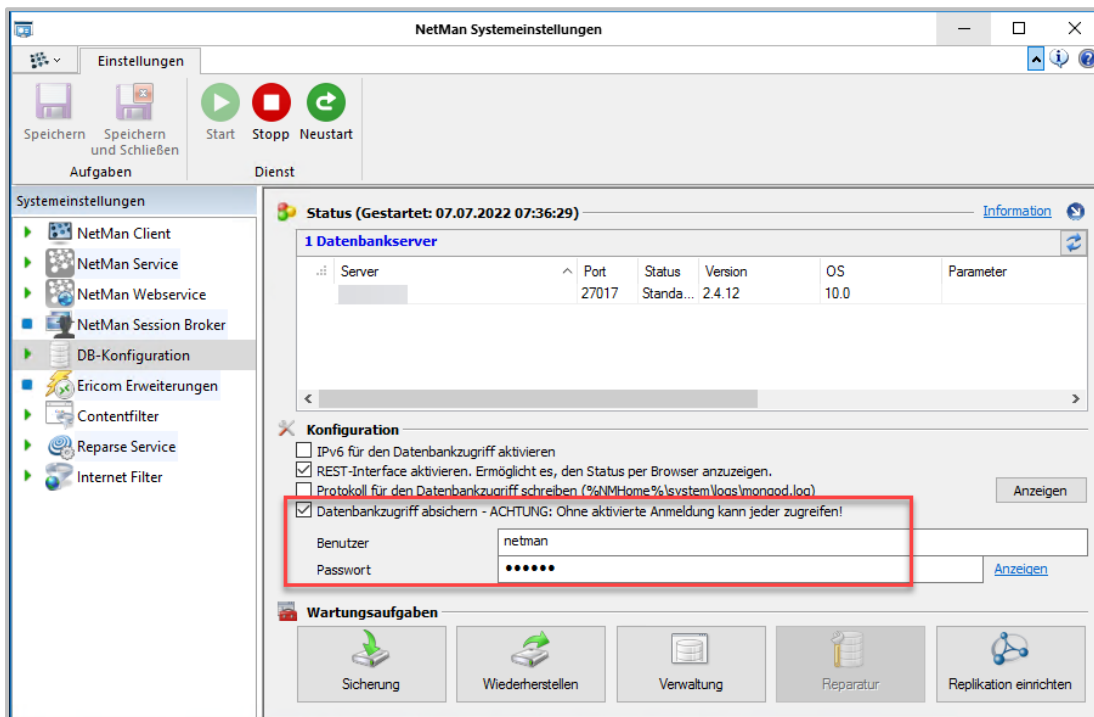 NetMan Systemeinstellungen
Einstellungen
Speichern
Speichern und Schließen
Start
Stopp
Neustart
Aufgaben
Dienst
Systemeinstellungen
NetMan Client
NetMan Service
NetMan Webservice
NetMan Session Broker
DB-Konfiguration
Ericom Erweiterungen
Contentfilter
Reparse Service
Internet Filter
Status (Gestartet: 07.07.2022 07:36:29)
Information
1 Datenbankserver
Server Port Status Version OS Parameter
27017 Standa... 2.4.12 10.0
Konfiguration
IPv6 für den Datenbankzugriff aktivieren
REST-Interface aktivieren. Ermöglicht es, den Status per Browser anzuzeigen.
Protokoll für den Datenbankzugriff schreiben (%NMHome%\system\logs\mongod.log)
Anzeigen
Datenbankzugriff absichern - ACHTUNG: Ohne aktivierte Anmeldung kann jeder zugreifen!
Benutzer netman
Passwort ●●●●●● Anzeigen
Wartungsaufgaben
Sicherung
Wiederherstellen
Verwaltung
Reparatur
Replikation einrichten